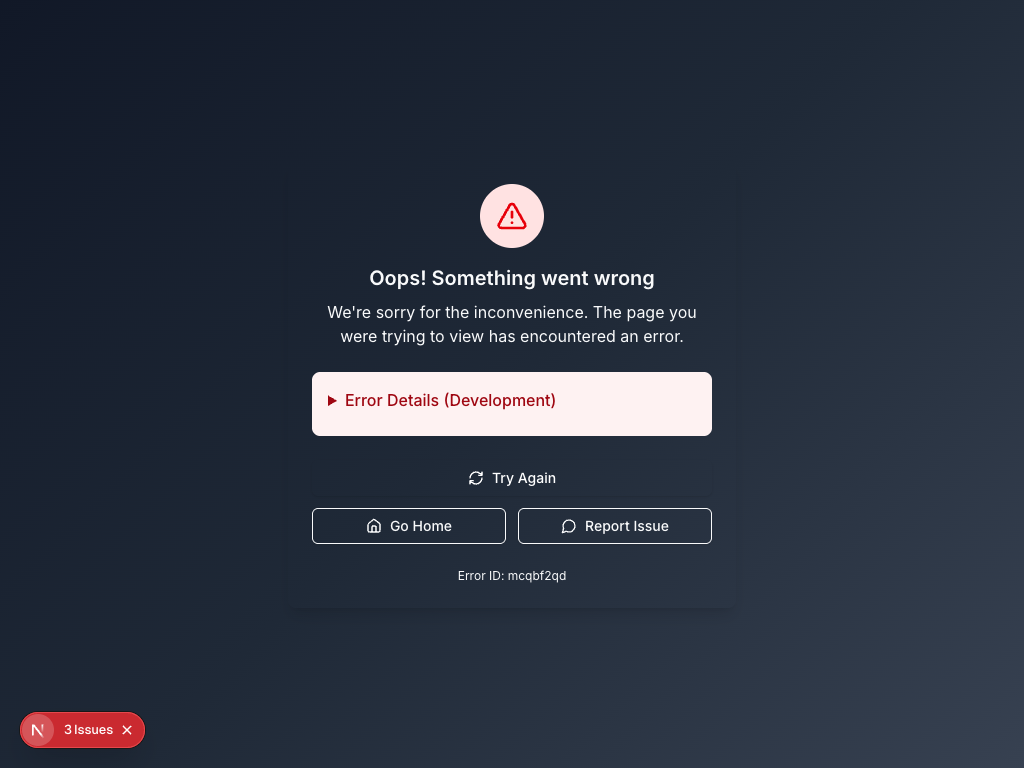 Oops! Something went wrong
We're sorry for the inconvenience. The page you
were trying to view has encountered an error.
Error Details (Development)
Try Again
Go Home
Report Issue
Error ID: mcqbf2qd
N
3 Issues